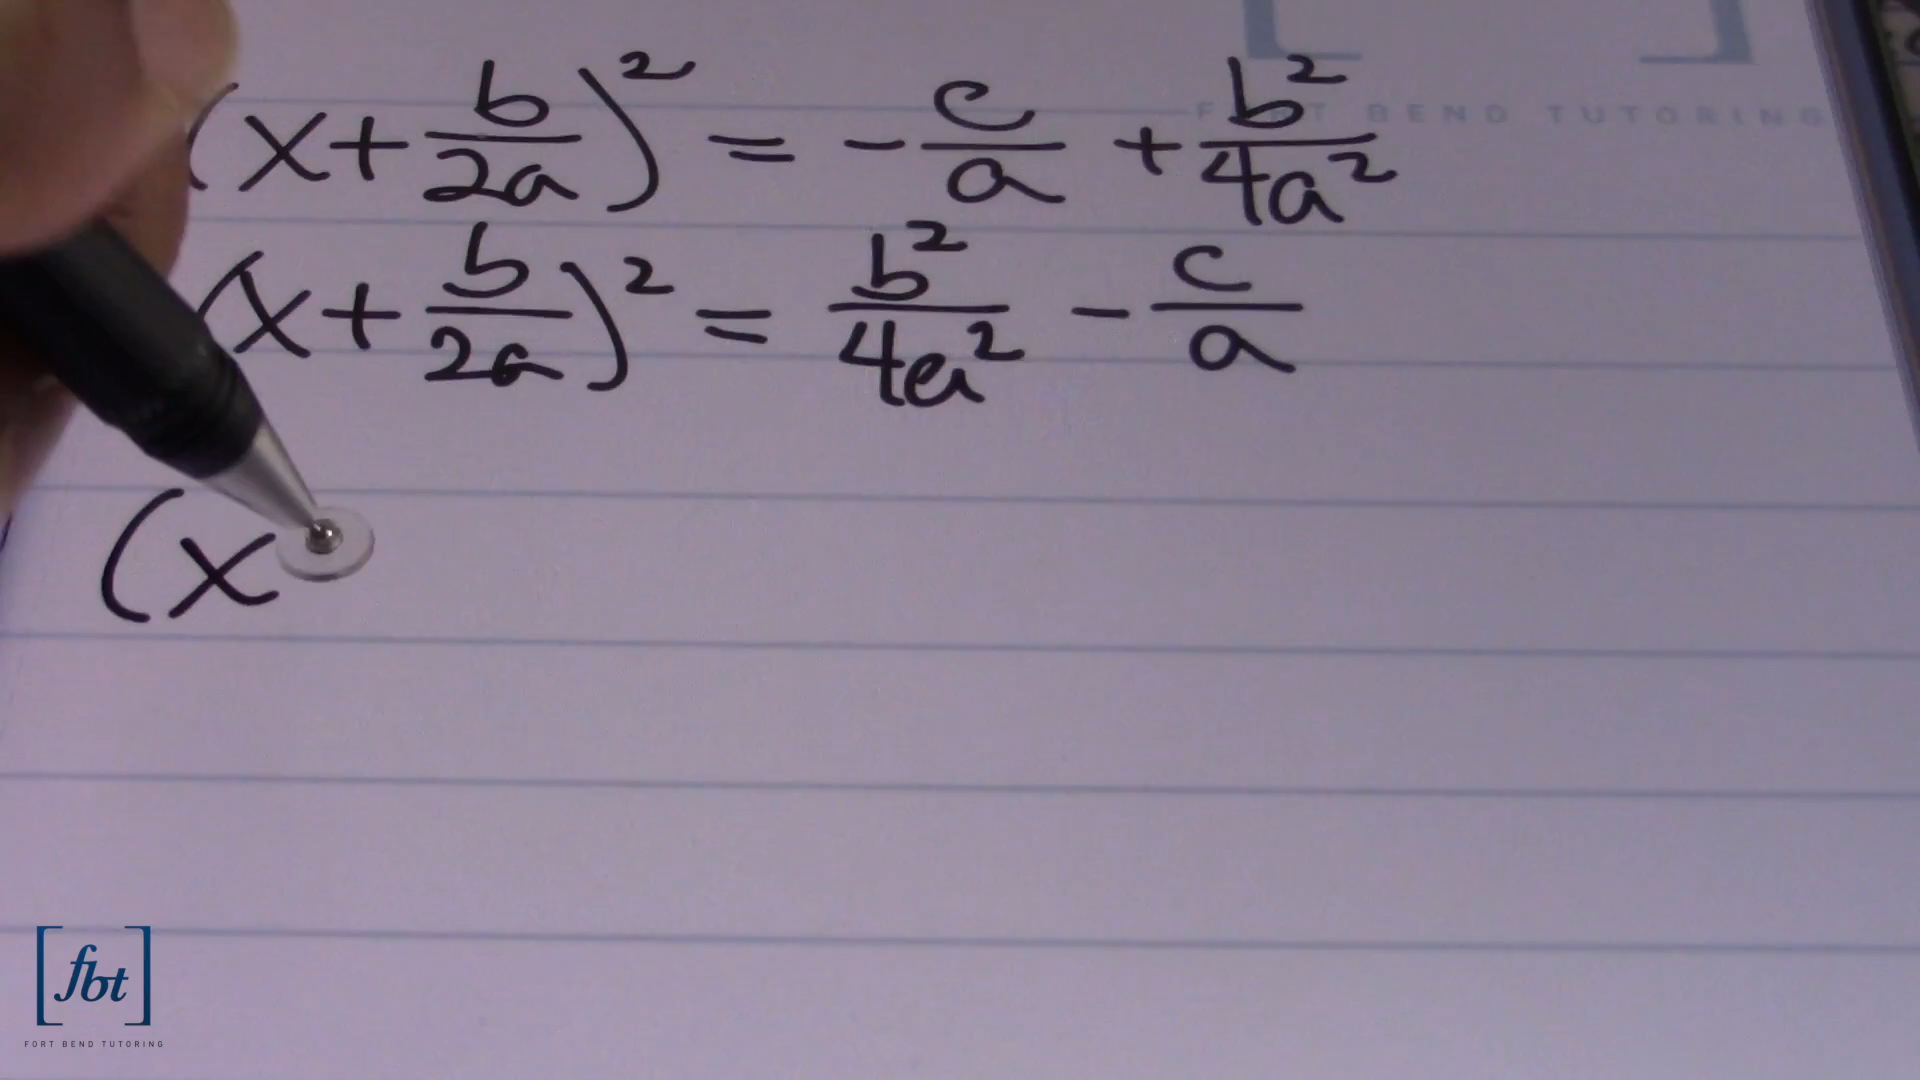 FORT BEND TUTORING
(x + b/2a)² = - c/a + b²/4a²
(x + b/2a)² = b²/4a² - c/a
(x
[fbt]
FORT BEND TUTORING